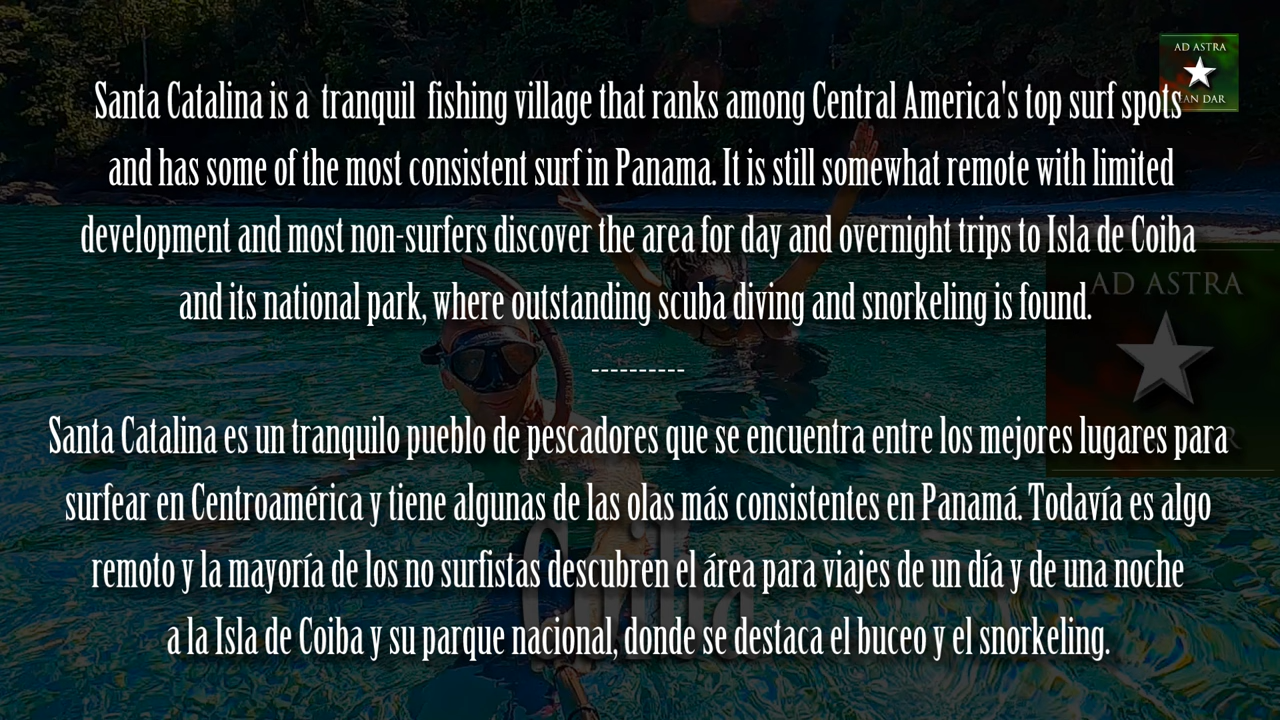 AD ASTRA
Santa Catalina is a tranquil fishing village that ranks among Central America's top surf spots
EAN DAR
and has some of the most consistent surf in Panama. It is still somewhat remote with limited
development and most non-surfers discover the area for day and overnight trips to Isla de Coiba
and its national park, where outstanding scuba diving and snorkeling is found.
AD ASTRA
----------
Santa Catalina es un tranquilo pueblo de pescadores que se encuentra entre los mejores lugares para
surfear en Centroamérica y tiene algunas de las olas más consistentes en Panamá. Todavía es algo
remoto y la mayoría de los no surfistas descubren el área para viajes de un día y de una noche
a la Isla de Coiba y su parque nacional, donde se destaca el buceo y el snorkeling.